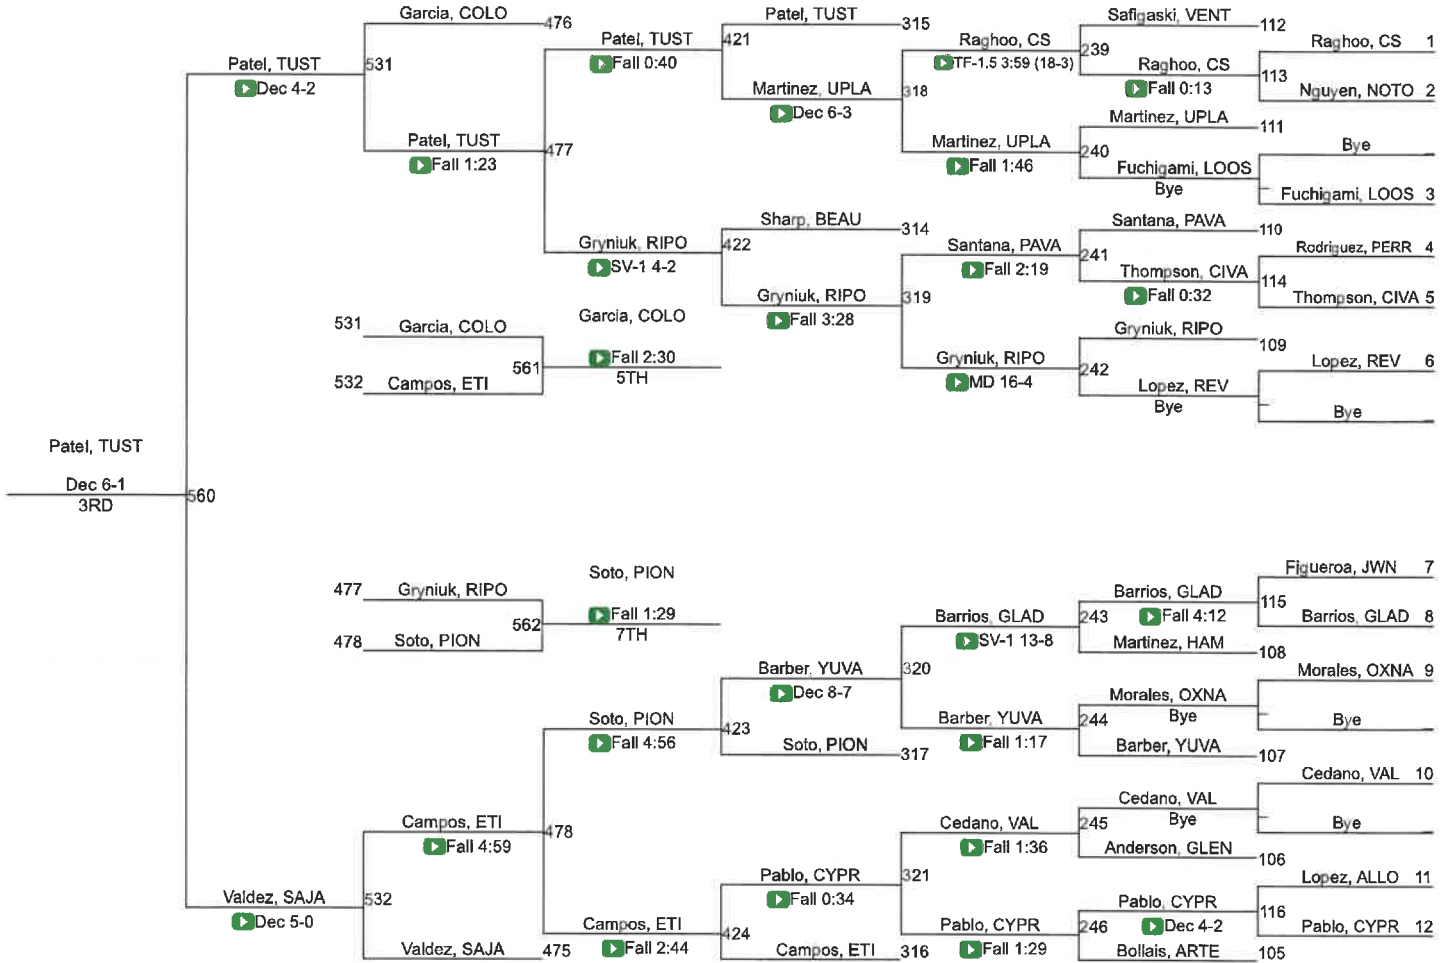 Garcia, COLO
476
Patel, TUST
315
Safigaski, VENT
112
Patel, TUST
421
Raghoo, CS
239
Raghoo, CS 1
Patel, TUST
531
Fall 0:40
TF-1.5 3:59 (18-3)
Raghoo, CS
113
Dec 4-2
Martinez, UPLA
318
Fall 0:13
Nguyen, NOTO 2
Dec 6-3
Martinez, UPLA
111
Patel, TUST
477
Martinez, UPLA
240
Bye
Fall 1:23
Fall 1:46
Fuchigami, LOOS
Bye
Fuchigami, LOOS 3
Sharp, BEAU
314
Santana, PAVA
110
Gryniuk, RIPO
422
Santana, PAVA
241
Rodriguez, PERR 4
SV-1 4-2
Fall 2:19
Thompson, CIVA
114
Gryniuk, RIPO
319
Fall 0:32
Thompson, CIVA 5
Garcia, COLO
Fall 3:28
531
Garcia, COLO
Gryniuk, RIPO
109
561
Fall 2:30
Gryniuk, RIPO
242
Lopez, REV 6
532
Campos, ETI
5TH
MD 16-4
Lopez, REV
Bye
Bye
Patel, TUST
Dec 6-1
560
3RD
Soto, PION
Figueroa, JWN 7
477
Gryniuk, RIPO
Barrios, GLAD
115
562
Fall 1:29
Barrios, GLAD
243
Fall 4:12
Barrios, GLAD 8
478
Soto, PION
7TH
SV-1 13-8
Martinez, HAM
108
Barber, YUVA
320
Morales, OXNA 9
Dec 8-7
Morales, OXNA
Soto, PION
423
Barber, YUVA
244
Bye
Bye
Fall 4:56
Soto, PION
317
Fall 1:17
Barber, YUVA
107
Cedano, VAL 10
Cedano, VAL
Campos, ETI
478
Cedano, VAL
245
Bye
Bye
Fall 4:59
Fall 1:36
Anderson, GLEN
106
Pablo, CYPR
321
Lopez, ALLO 11
Valdez, SAJA
532
Fall 0:34
Pablo, CYPR
116
Dec 5-0
Campos, ETI
424
Pablo, CYPR
246
Dec 4-2
Pablo, CYPR 12
Valdez, SAJA
475
Fall 2:44
Campos, ETI
316
Fall 1:29
Bollais, ARTE
105